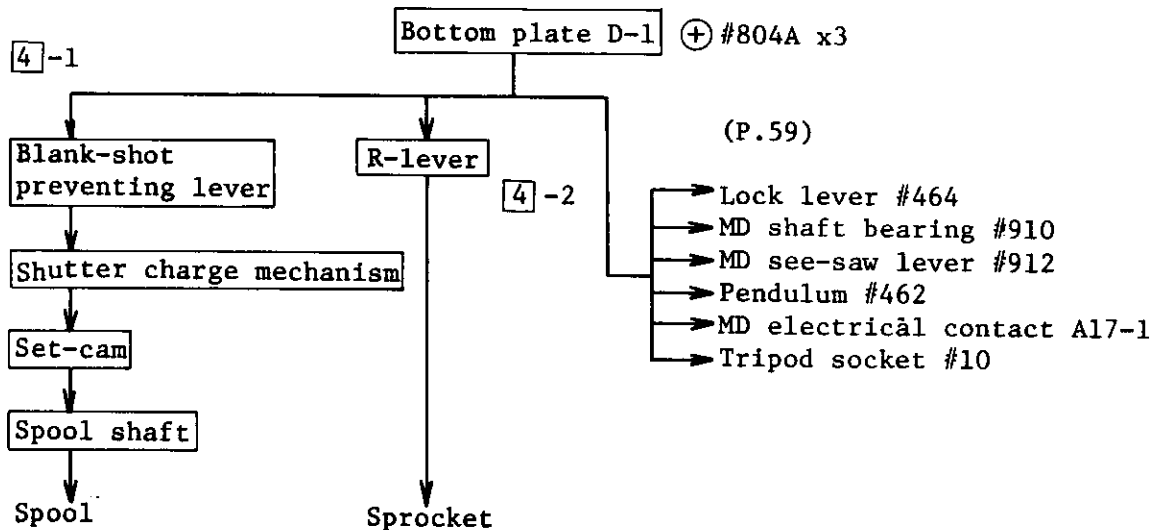 Bottom plate D-1 ⊕ #804A x3
4 -1
(P.59)
Blank-shot
preventing lever
R-lever
4 -2
Lock lever #464
MD shaft bearing #910
MD see-saw lever #912
Pendulum #462
MD electrical contact A17-1
Tripod socket #10
Shutter charge mechanism
Set-cam
Spool shaft
Spool
Sprocket